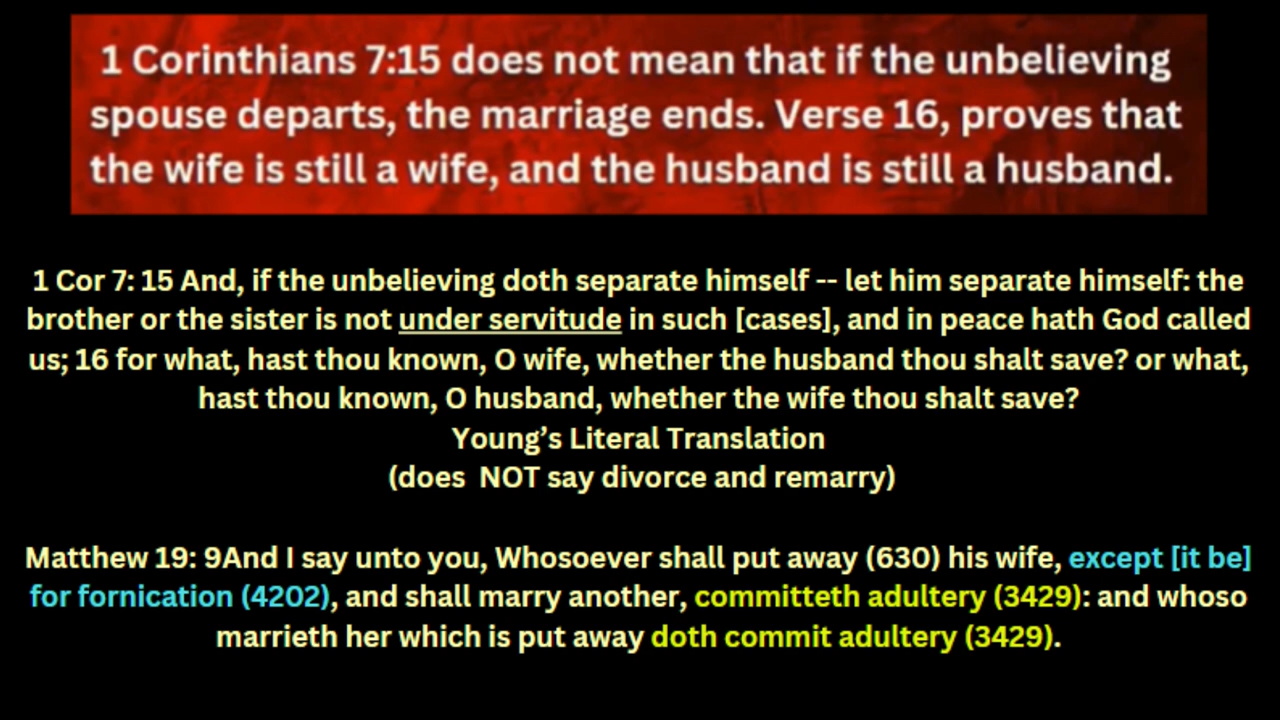 1 Corinthians 7:15 does not mean that if the unbelieving
spouse departs, the marriage ends. Verse 16, proves that
the wife is still a wife, and the husband is still a husband.
1 Cor 7: 15 And, if the unbelieving doth separate himself -- let him separate himself: the
brother or the sister is not under servitude in such [cases], and in peace hath God called
us; 16 for what, hast thou known, O wife, whether the husband thou shalt save? or what,
hast thou known, O husband, whether the wife thou shalt save?
Young’s Literal Translation
(does  NOT say divorce and remarry)
Matthew 19: 9And I say unto you, Whosoever shall put away (630) his wife, except [it be]
for fornication (4202), and shall marry another, committeth adultery (3429): and whoso
marrieth her which is put away doth commit adultery (3429).